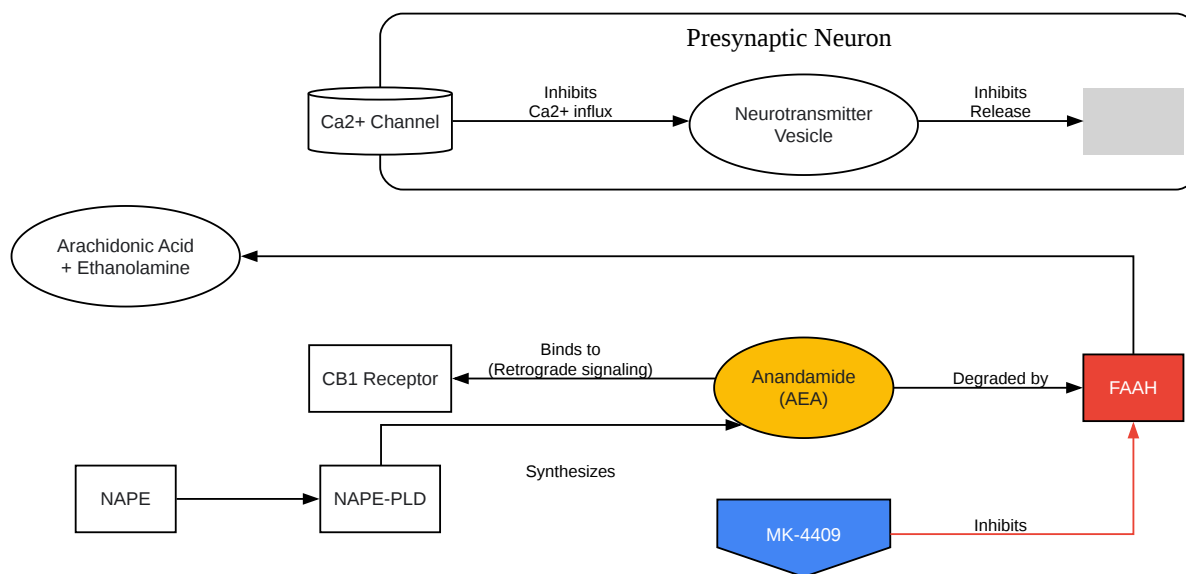 Presynaptic Neuron
Ca2+ Channel
Inhibits
Ca2+ influx
Neurotransmitter
Vesicle
Inhibits
Release
Arachidonic Acid
+ Ethanolamine
CB1 Receptor
Binds to
(Retrograde signaling)
Anandamide
(AEA)
Degraded by
FAAH
NAPE
NAPE-PLD
Synthesizes
MK-4409
Inhibits